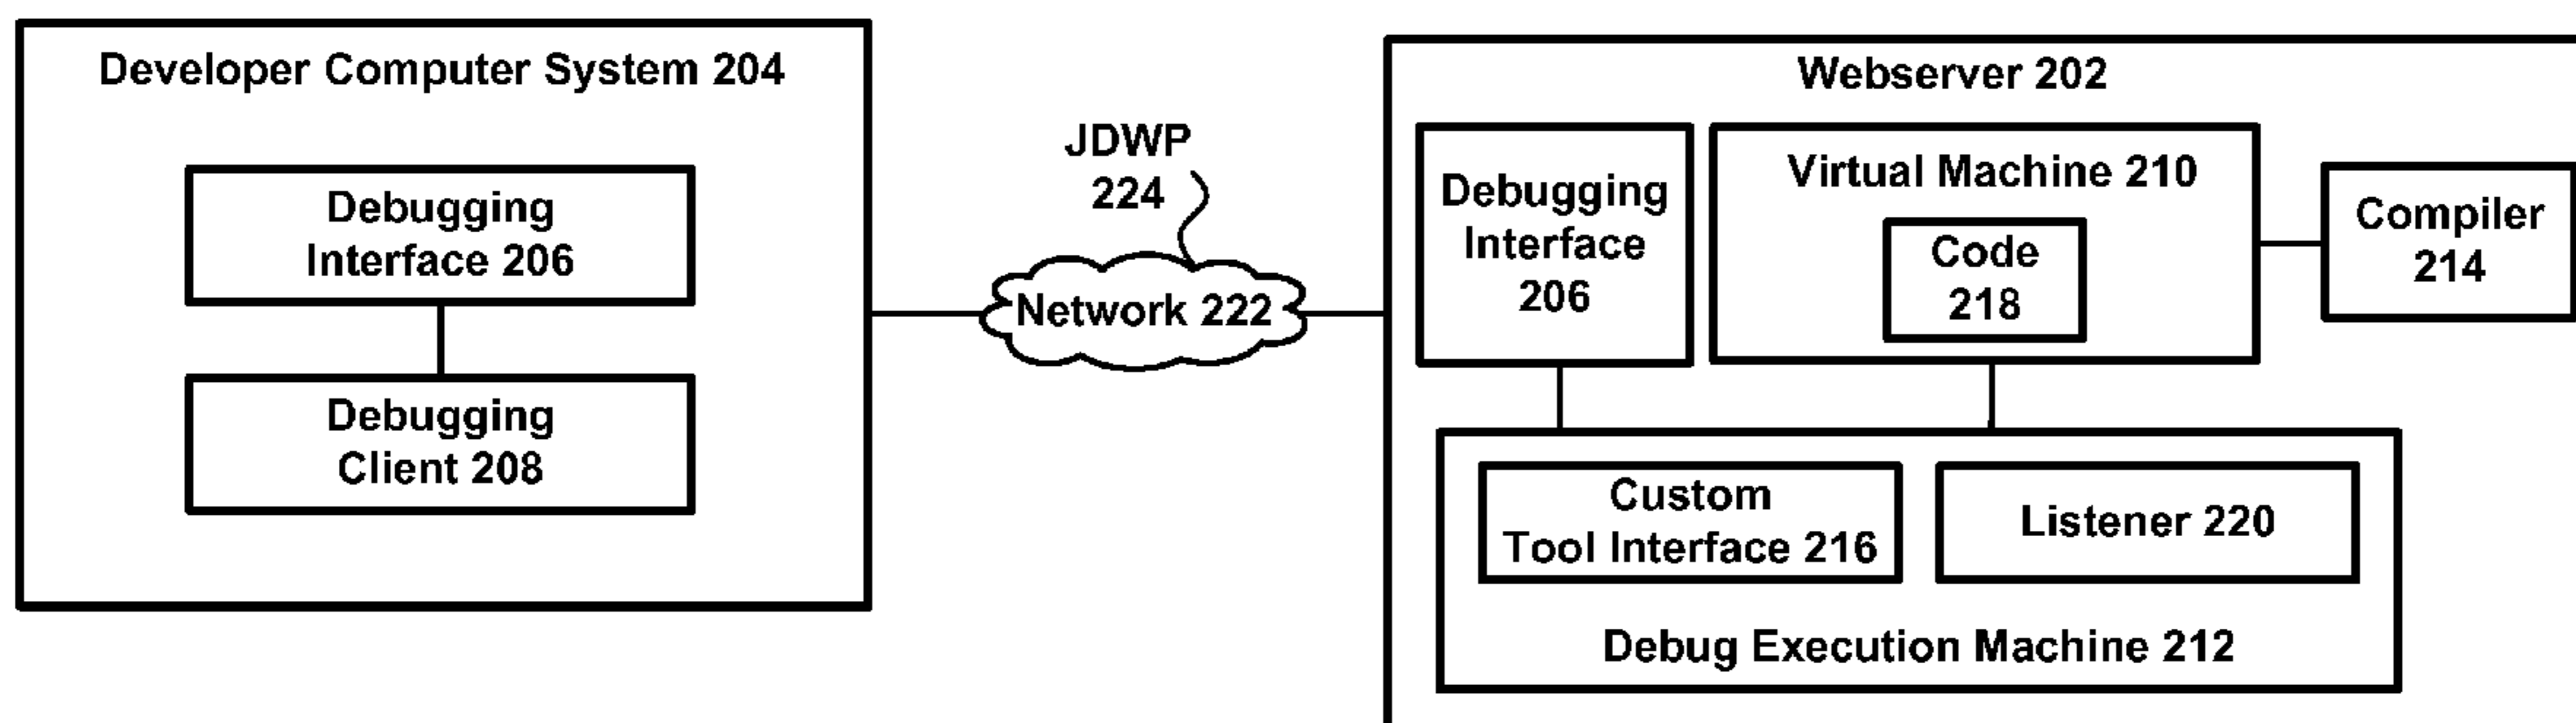 Developer Computer System 204
Debugging
Interface 206
Debugging
Client 208
JDWP
224
Network 222
Webserver 202
Debugging
Interface
206
Virtual Machine 210
Code
218
Compiler
214
Custom
Tool Interface 216
Listener 220
Debug Execution Machine 212